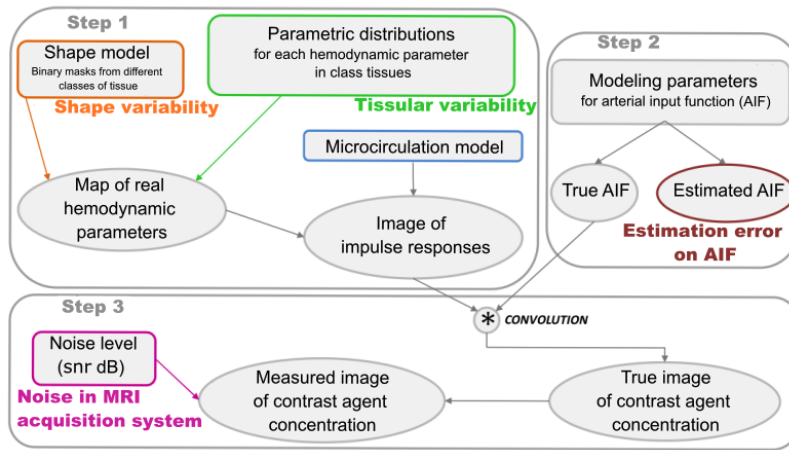 Step 1
Shape model
Binary masks from different
classes of tissue
Shape variability
Parametric distributions
for each hemodynamic parameter
in class tissues
Tissular variability
Microcirculation model
Map of real
hemodynamic
parameters
Image of
impulse responses
Step 2
Modeling parameters
for arterial input function (AIF)
True AIF
Estimated AIF
Estimation error
on AIF
Step 3
* CONVOLUTION
Noise level
(snr dB)
Noise in MRI
acquisition system
Measured image
of contrast agent
concentration
True image
of contrast agent
concentration